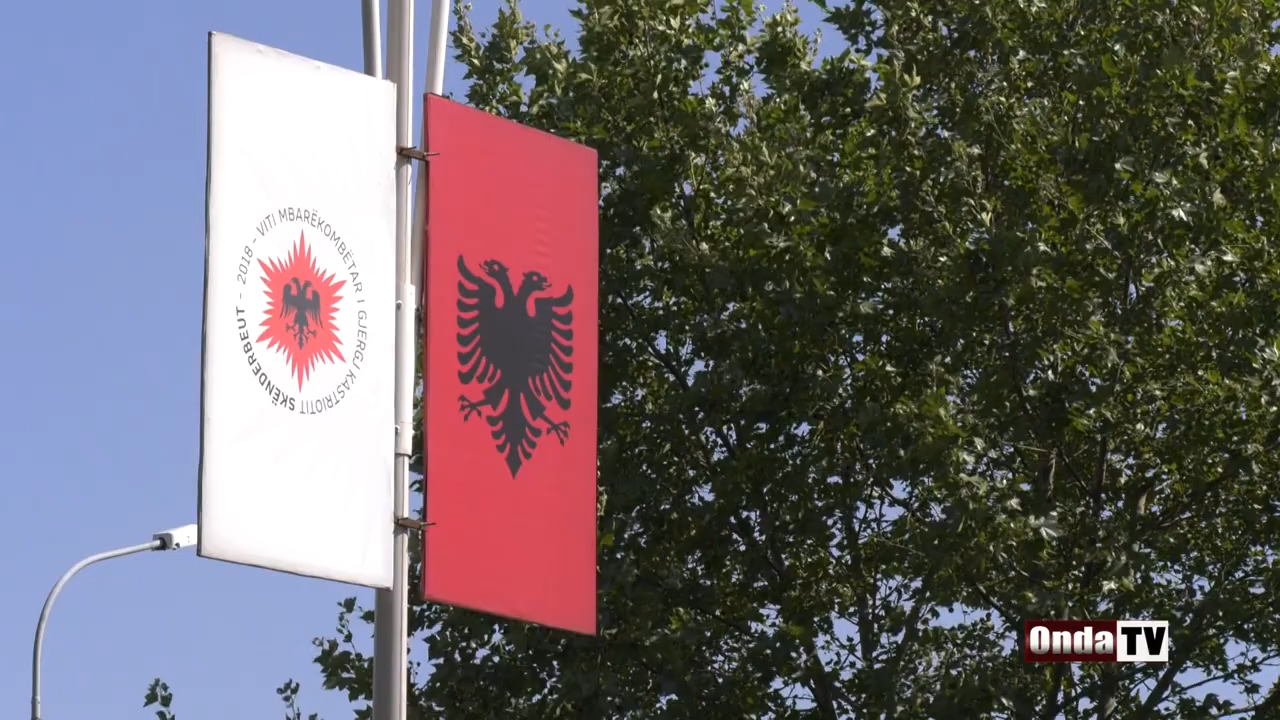 2018 - VITI MBARËKOMBËTAR I GJERGJ KASTRIOTIT SKËNDERBEUT -
OndaTV